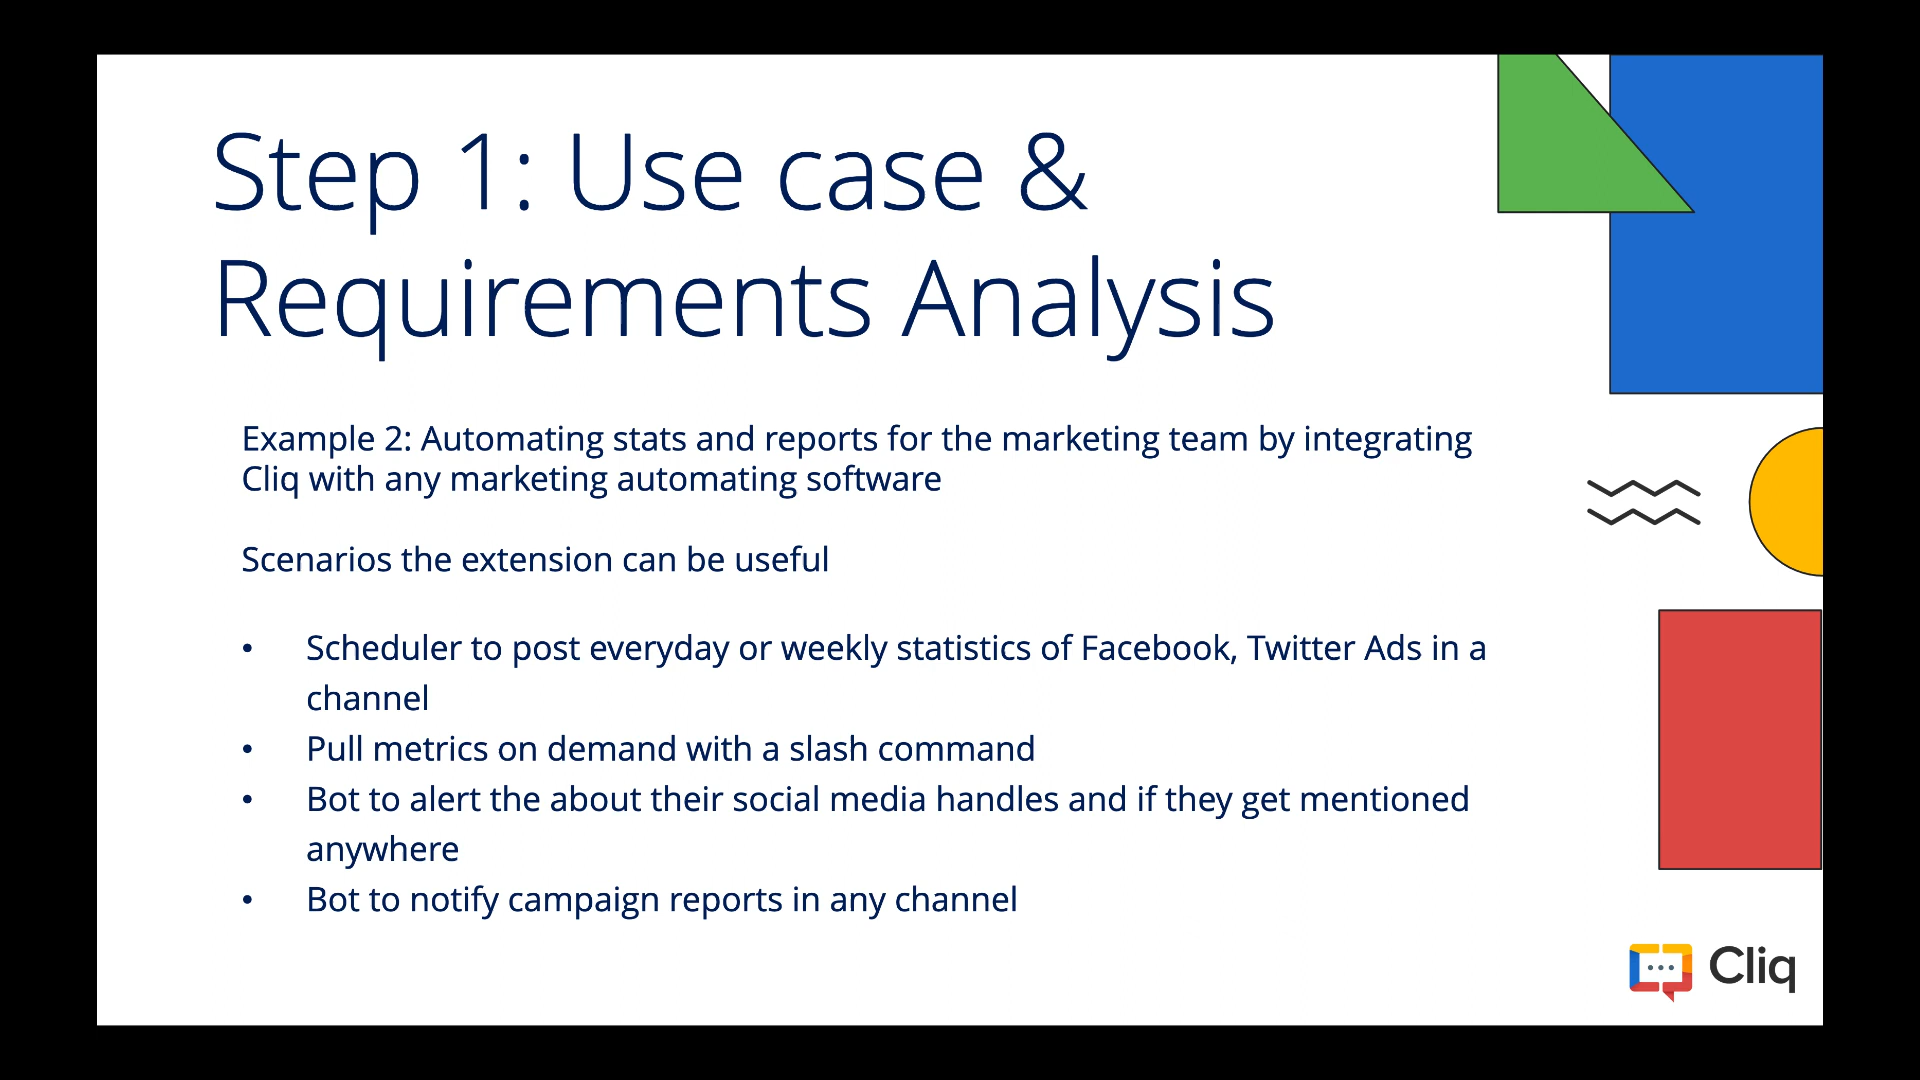 Step 1: Use case &
Requirements Analysis
Example 2: Automating stats and reports for the marketing team by integrating
Cliq with any marketing automating software
Scenarios the extension can be useful
• Scheduler to post everyday or weekly statistics of Facebook, Twitter Ads in a
channel
• Pull metrics on demand with a slash command
• Bot to alert the about their social media handles and if they get mentioned
anywhere
• Bot to notify campaign reports in any channel
Cliq